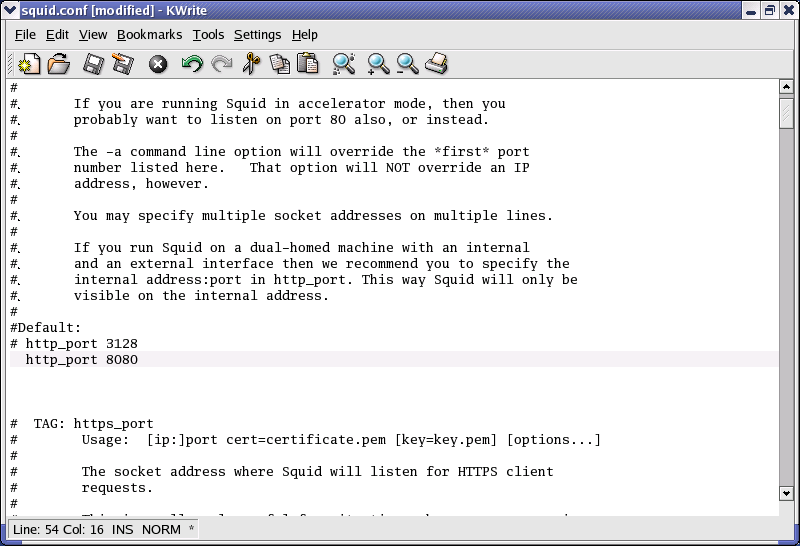 squid.conf [modified] - KWrite
File Edit View Bookmarks Tools Settings Help
#
#. If you are running Squid in accelerator mode, then you
#. probably want to listen on port 80 also, or instead.
#
#. The -a command line option will override the *first* port
#. number listed here. That option will NOT override an IP
#. address, however.
#
#. You may specify multiple socket addresses on multiple lines.
#
#. If you run Squid on a dual-homed machine with an internal
#. and an external interface then we recommend you to specify the
#. internal address:port in http_port. This way Squid will only be
#. visible on the internal address.
#
#Default:
# http_port 3128
http_port 8080
# TAG: https_port
# Usage: [ip:]port cert=certificate.pem [key=key.pem] [options...]
#
# The socket address where Squid will listen for HTTPS client
# requests.
#
Line: 54 Col: 16 INS NORM *